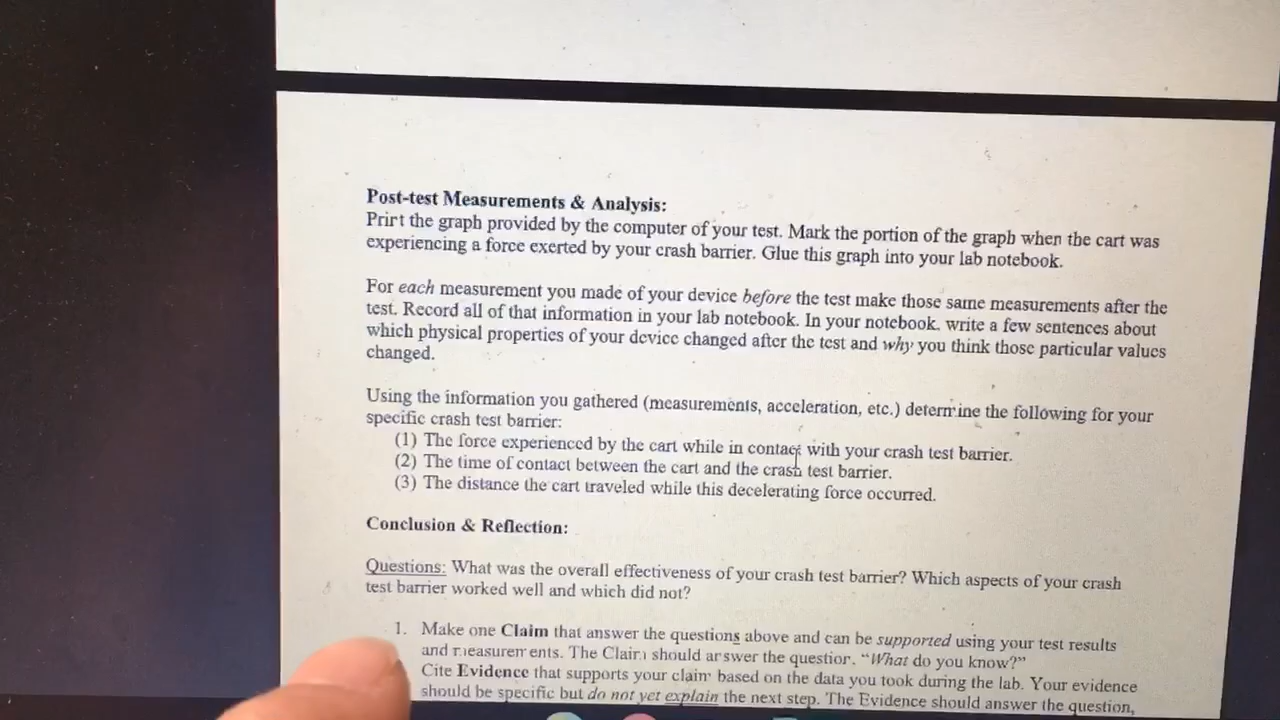 Post-test Measurements & Analysis:
Print the graph provided by the computer of your test. Mark the portion of the graph when the cart was
experiencing a force exerted by your crash barrier. Glue this graph into your lab notebook.
For each measurement you made of your device before the test make those same measurements after the
test. Record all of that information in your lab notebook. In your notebook, write a few sentences about
which physical properties of your device changed after the test and why you think those particular values
changed.
Using the information you gathered (measurements, acceleration, etc.) determine the following for your
specific crash test barrier:
(1) The force experienced by the cart while in contact with your crash test barrier.
(2) The time of contact between the cart and the crash test barrier.
(3) The distance the cart traveled while this decelerating force occurred.
Conclusion & Reflection:
Questions: What was the overall effectiveness of your crash test barrier? Which aspects of your crash
test barrier worked well and which did not?
1. Make one Claim that answer the questions above and can be supported using your test results
and measurements. The Claim should answer the question. "What do you know?"
Cite Evidence that supports your claim based on the data you took during the lab. Your evidence
should be specific but do not yet explain the next step. The Evidence should answer the question,